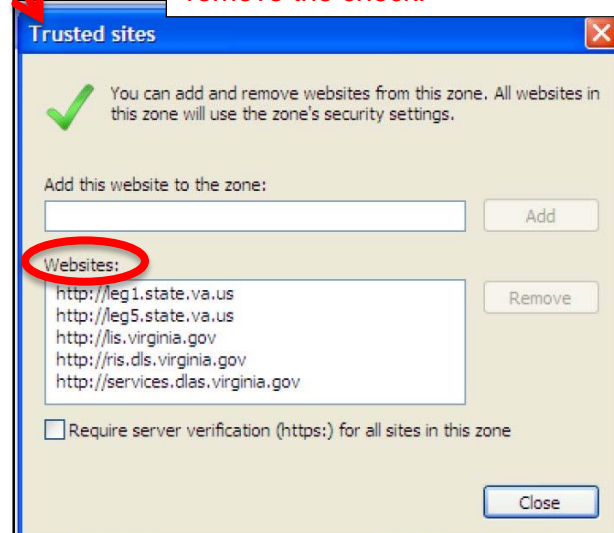 remove the check.
Trusted sites
You can add and remove websites from this zone. All websites in
this zone will use the zone's security settings.
Add this website to the zone:
Add
Websites:
http://leg1.state.va.us
http://leg5.state.va.us
http://lis.virginia.gov
http://ris.dls.virginia.gov
http://services.dlas.virginia.gov
Remove
Require server verification (https:) for all sites in this zone
Close